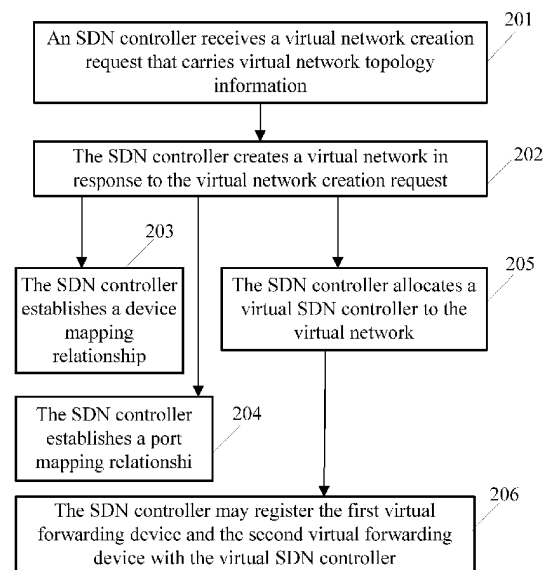 201
An SDN controller receives a virtual network creation
request that carries virtual network topology
information
The SDN controller creates a virtual network in
response to the virtual network creation request
202
203
The SDN controller
establishes a device
mapping
relationship
The SDN controller allocates a
virtual SDN controller to the
virtual network
205
The SDN controller
establishes a port
mapping relationshi
204
206
The SDN controller may register the first virtual
forwarding device and the second virtual forwarding
device with the virtual SDN controller